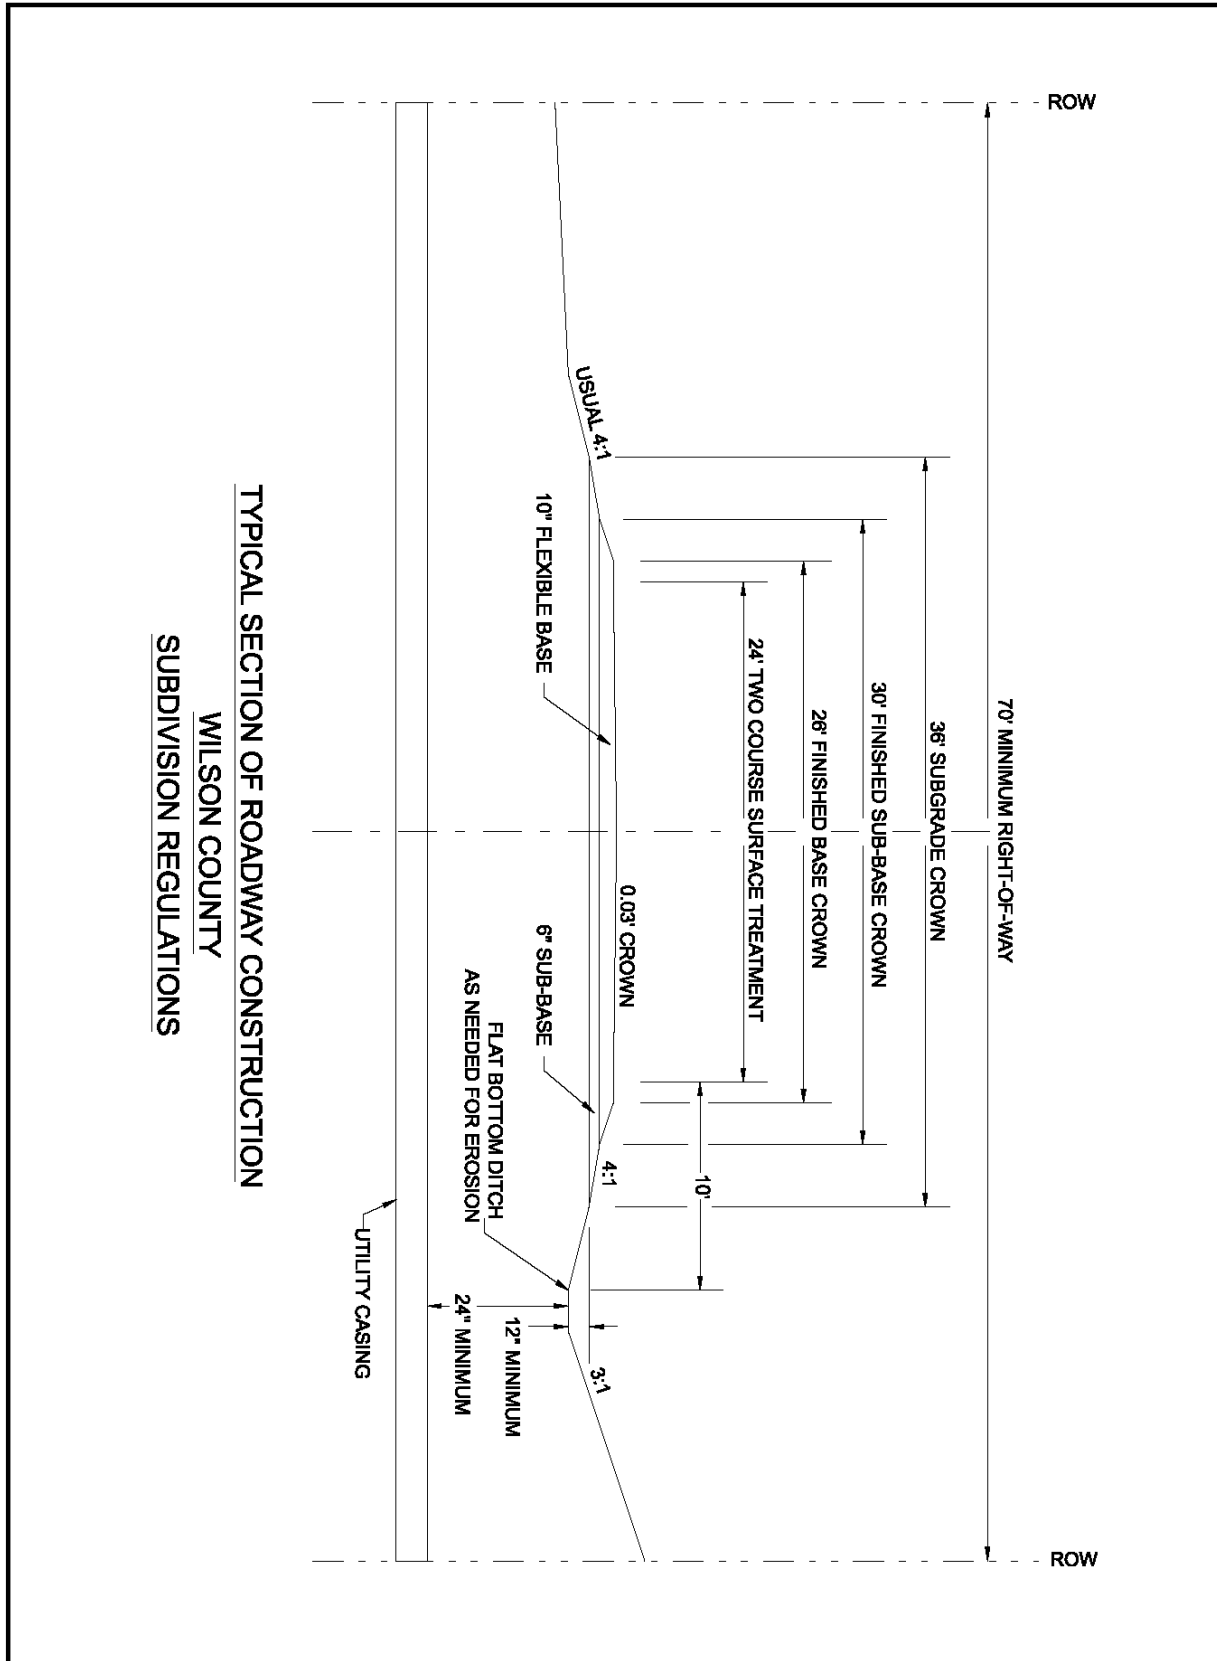 ROW
ROW
70' MINIMUM RIGHT-OF-WAY
36' SUBGRADE CROWN
30' FINISHED SUB-BASE CROWN
26' FINISHED BASE CROWN
24' TWO COURSE SURFACE TREATMENT
10'
0.03' CROWN
USUAL 4:1
4:1
3:1
10" FLEXIBLE BASE
6" SUB-BASE
FLAT BOTTOM DITCH
AS NEEDED FOR EROSION
12" MINIMUM
24" MINIMUM
UTILITY CASING
TYPICAL SECTION OF ROADWAY CONSTRUCTION
WILSON COUNTY
SUBDIVISION REGULATIONS